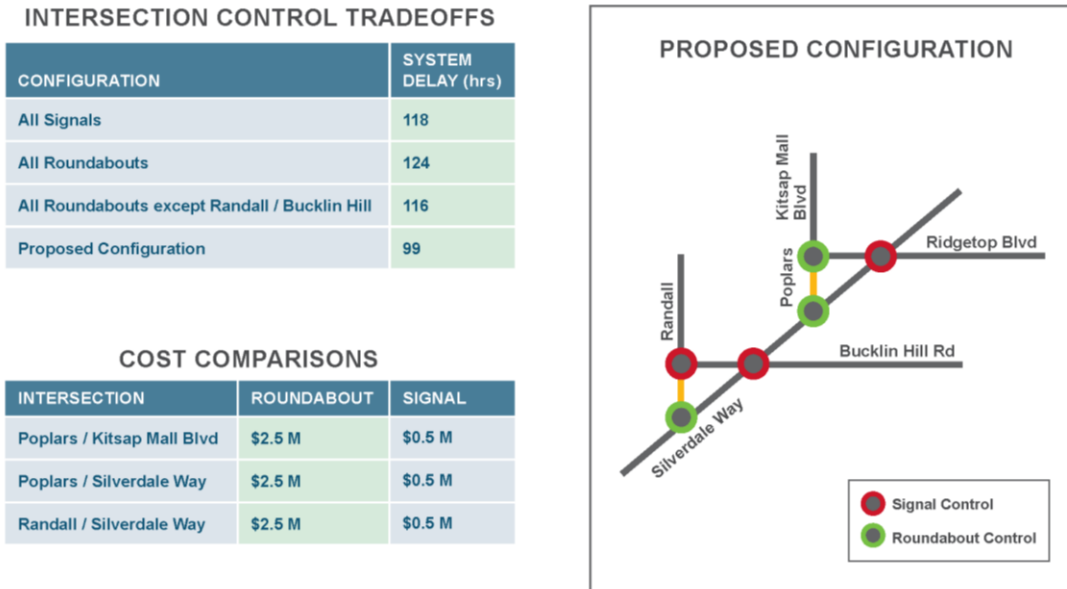 INTERSECTION CONTROL TRADEOFFS
CONFIGURATION SYSTEM DELAY (hrs)
All Signals 118
All Roundabouts 124
All Roundabouts except Randall / Bucklin Hill 116
Proposed Configuration 99
COST COMPARISONS
INTERSECTION ROUNDABOUT SIGNAL
Poplars / Kitsap Mall Blvd $2.5 M $0.5 M
Poplars / Silverdale Way $2.5 M $0.5 M
Randall / Silverdale Way $2.5 M $0.5 M
PROPOSED CONFIGURATION
Kitsap Mall
Blvd
Ridgetop Blvd
Poplars
Randall
Bucklin Hill Rd
Silverdale Way
Signal Control
Roundabout Control